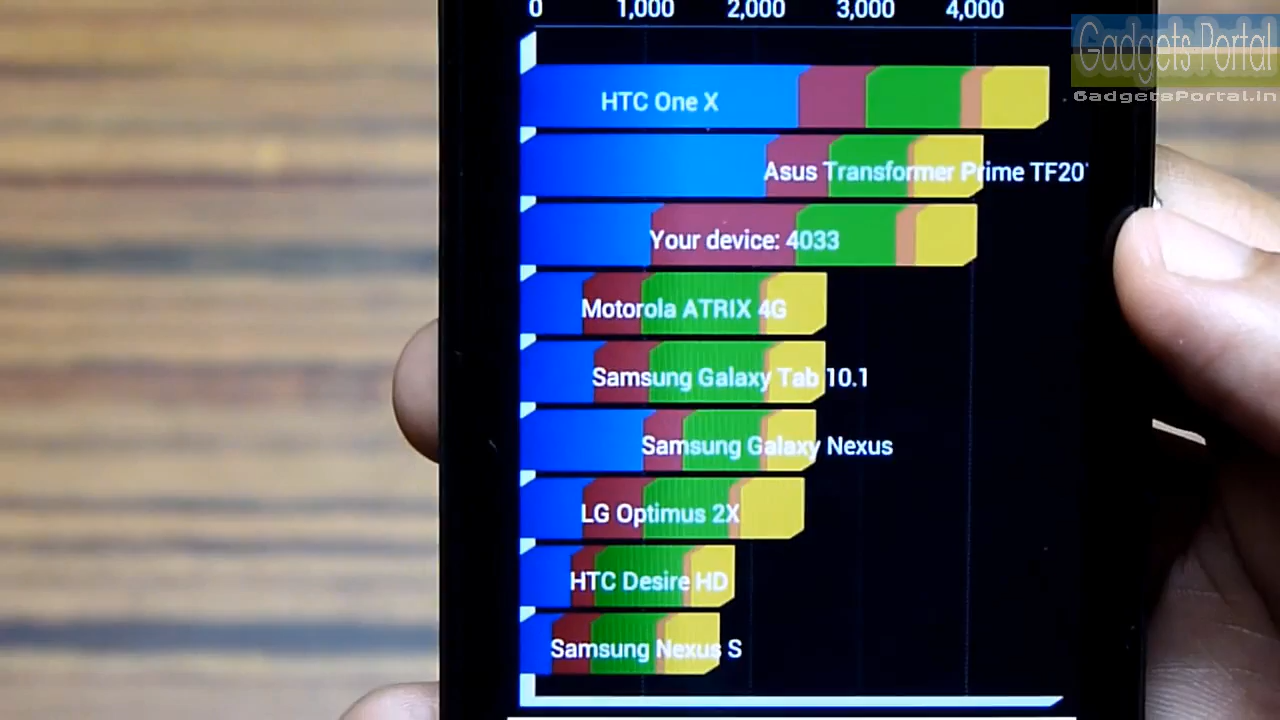 0 1,000 2,000 3,000 4,000
Gadgets Portal
GadgetsPortal.in
HTC One X
Asus Transformer Prime TF20
Your device: 4033
Motorola ATRIX 4G
Samsung Galaxy Tab 10.1
Samsung Galaxy Nexus
LG Optimus 2X
HTC Desire HD
Samsung Nexus S